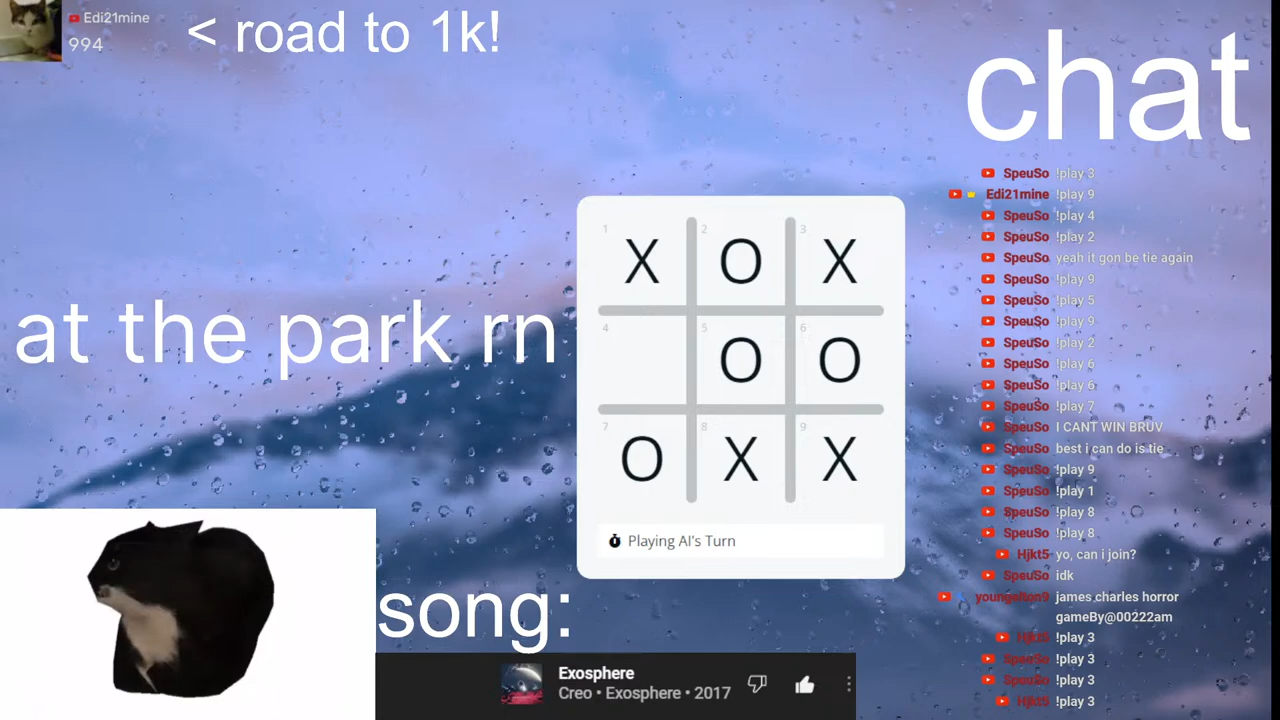 Edi21mine
994
< road to 1k!
chat
at the park rn
1 X 2 O 3 X
4 5 O 6 O
7 O 8 X 9 X
Playing AI's Turn
song:
Exosphere
Creo • Exosphere • 2017
SpeuSo !play 3
Edi21mine !play 9
SpeuSo !play 4
SpeuSo !play 2
SpeuSo yeah it gon be tie again
SpeuSo !play 9
SpeuSo !play 5
SpeuSo !play 9
SpeuSo !play 2
SpeuSo !play 6
SpeuSo !play 6
SpeuSo !play 7
SpeuSo I CANT WIN BRUV
SpeuSo best i can do is tie
SpeuSo !play 9
SpeuSo !play 1
SpeuSo !play 8
SpeuSo !play 8
Hjkt5 yo, can i join?
SpeuSo idk
james charles horror
gameBy@00222am
Hjkt5 !play 3
SpeuSo !play 3
SpeuSo !play 3
Hjkt5 !play 3